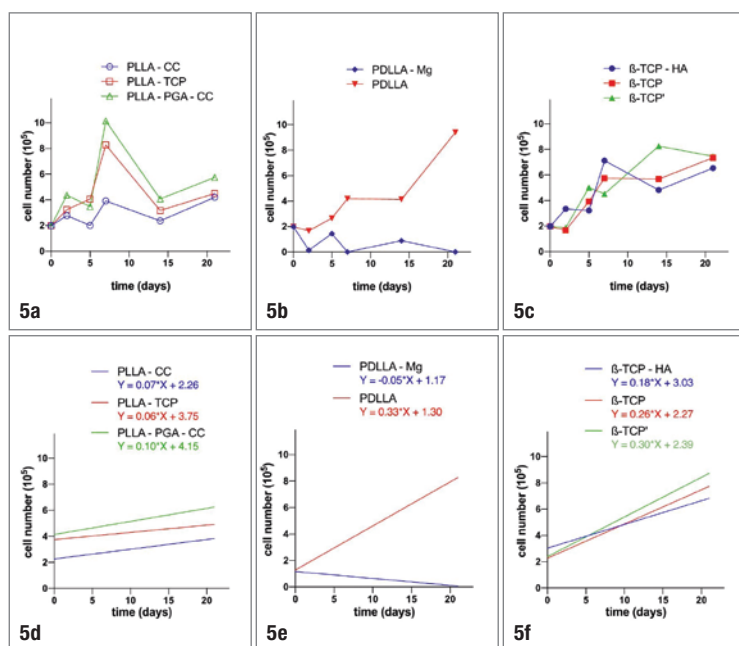 PLLA - CC
PLLA - TCP
PLLA - PGA - CC
cell number (10⁵)
10
8
6
4
2
0
0 5 10 15 20
time (days)
5a
PDLLA - Mg
PDLLA
cell number (10⁵)
10
8
6
4
2
0
0 5 10 15 20
time (days)
5b
ß-TCP - HA
ß-TCP
ß-TCP'
cell number (10⁵)
10
8
6
4
2
0
0 5 10 15 20
time (days)
5c
PLLA - CC
Y = 0.07*X + 2.26
PLLA - TCP
Y = 0.06*X + 3.75
PLLA - PGA - CC
Y = 0.10*X + 4.15
cell number (10⁵)
10
8
6
4
2
0
0 5 10 15 20
time (days)
5d
PDLLA - Mg
Y = -0.05*X + 1.17
PDLLA
Y = 0.33*X + 1.30
cell number (10⁵)
10
8
6
4
2
0
0 5 10 15 20
time (days)
5e
ß-TCP - HA
Y = 0.18*X + 3.03
ß-TCP
Y = 0.26*X + 2.27
ß-TCP'
Y = 0.30*X + 2.39
cell number (10⁵)
10
8
6
4
2
0
0 5 10 15 20
time (days)
5f